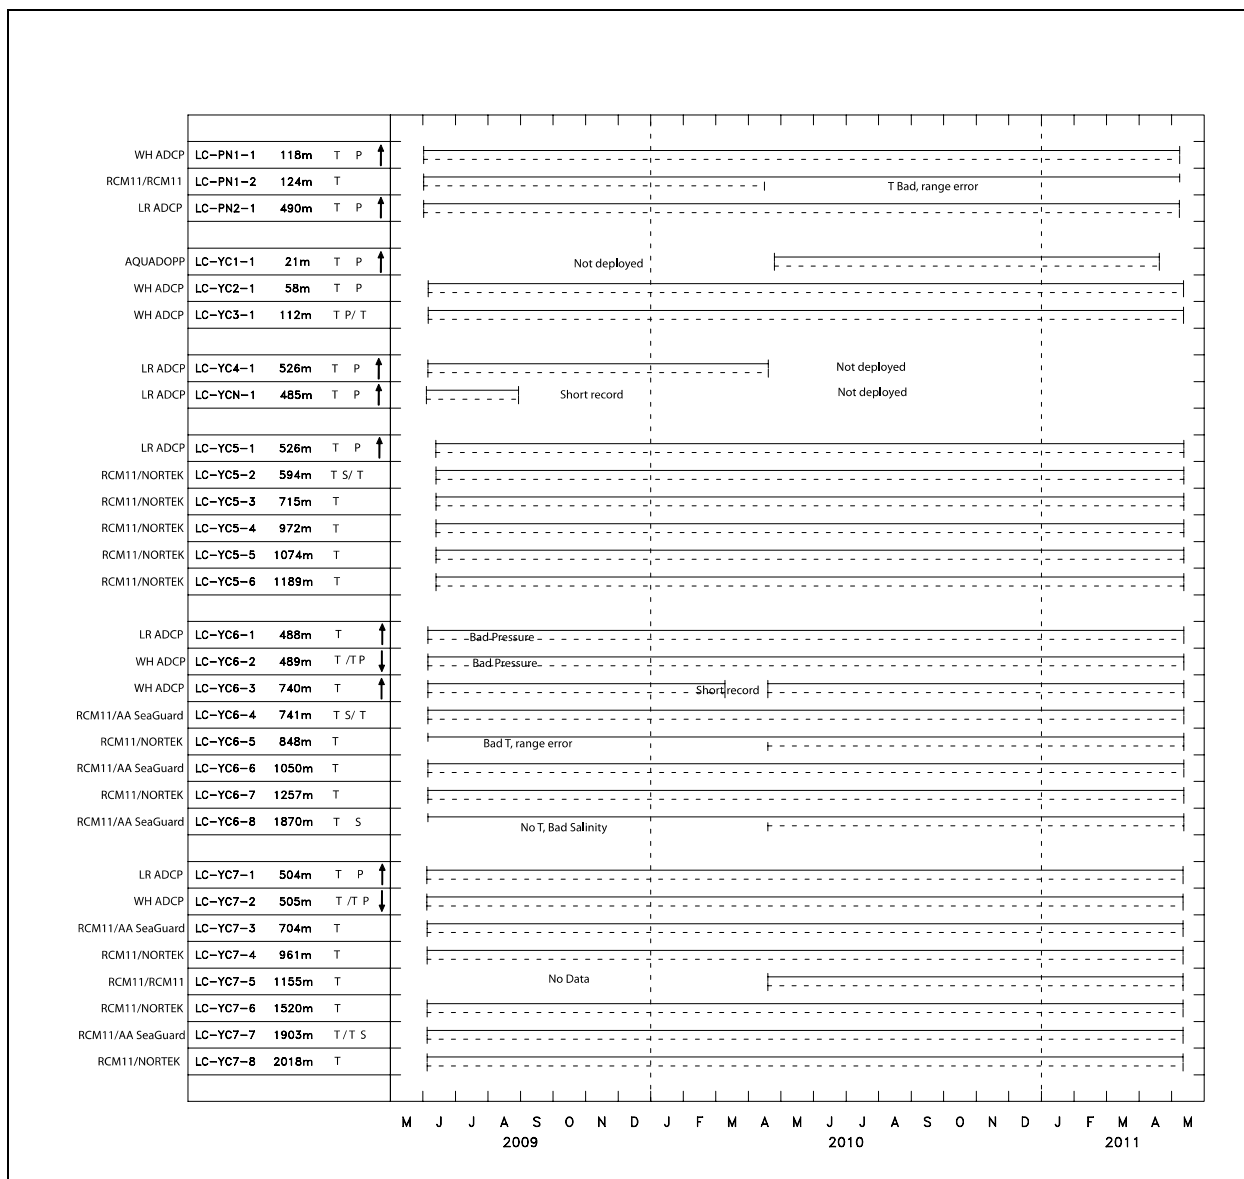 WH ADCP LC-PN1-1 118m T P
RCM11/RCM11 LC-PN1-2 124m T T Bad, range error
LR ADCP LC-PN2-1 490m T P
AQUADOPP LC-YC1-1 21m T P Not deployed
WH ADCP LC-YC2-1 58m T P
WH ADCP LC-YC3-1 112m T P/ T
LR ADCP LC-YC4-1 526m T P Not deployed
LR ADCP LC-YCN-1 485m T P Short record Not deployed
LR ADCP LC-YC5-1 526m T P
RCM11/NORTEK LC-YC5-2 594m T S/ T
RCM11/NORTEK LC-YC5-3 715m T
RCM11/NORTEK LC-YC5-4 972m T
RCM11/NORTEK LC-YC5-5 1074m T
RCM11/NORTEK LC-YC5-6 1189m T
LR ADCP LC-YC6-1 488m T Bad Pressure
WH ADCP LC-YC6-2 489m T /T P Bad Pressure
WH ADCP LC-YC6-3 740m T Short record
RCM11/AA SeaGuard LC-YC6-4 741m T S/ T
RCM11/NORTEK LC-YC6-5 848m T Bad T, range error
RCM11/AA SeaGuard LC-YC6-6 1050m T
RCM11/NORTEK LC-YC6-7 1257m T
RCM11/AA SeaGuard LC-YC6-8 1870m T S No T, Bad Salinity
LR ADCP LC-YC7-1 504m T P
WH ADCP LC-YC7-2 505m T /T P
RCM11/AA SeaGuard LC-YC7-3 704m T
RCM11/NORTEK LC-YC7-4 961m T
RCM11/RCM11 LC-YC7-5 1155m T No Data
RCM11/NORTEK LC-YC7-6 1520m T
RCM11/AA SeaGuard LC-YC7-7 1903m T / T S
RCM11/NORTEK LC-YC7-8 2018m T
M J J A S O N D J F M A M J J A S O N D J F M A M
2009 2010 2011